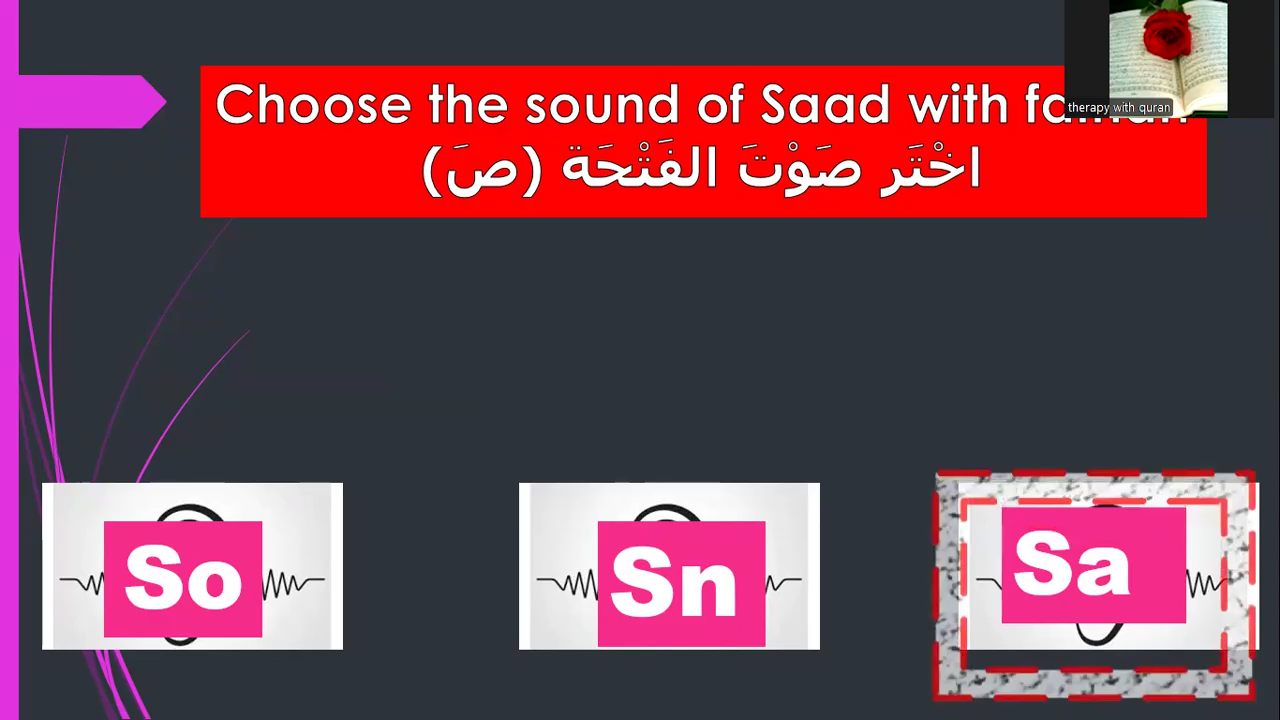 Choose the sound of Saad with
اخْتَر صَوْتَ الفَتْحَة (صَ)
therapy with quran
So
Sn
Sa